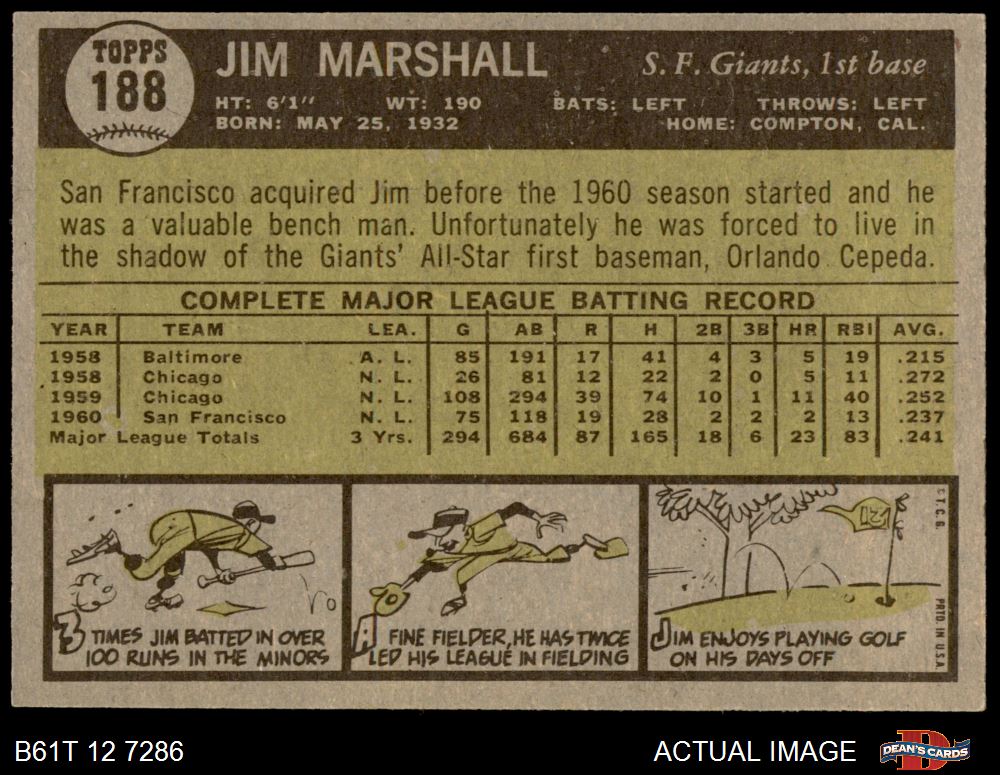 TOPPS
188
JIM MARSHALL
S. F. Giants, 1st base
HT: 6'1" WT: 190 BATS: LEFT THROWS: LEFT
BORN: MAY 25, 1932 HOME: COMPTON, CAL.
San Francisco acquired Jim before the 1960 season started and he
was a valuable bench man. Unfortunately he was forced to live in
the shadow of the Giants' All-Star first baseman, Orlando Cepeda.
COMPLETE MAJOR LEAGUE BATTING RECORD
YEAR TEAM LEA. G AB R H 2B 3B HR RBI AVG.
1958 Baltimore A. L. 85 191 17 41 4 3 5 19 .215
1958 Chicago N. L. 26 81 12 22 2 0 5 11 .272
1959 Chicago N. L. 108 294 39 74 10 1 11 40 .252
1960 San Francisco N. L. 75 118 19 28 2 2 2 13 .237
Major League Totals 3 Yrs. 294 684 87 165 18 6 23 83 .241
3 TIMES JIM BATTED IN OVER
100 RUNS IN THE MINORS
A FINE FIELDER, HE HAS TWICE
LED HIS LEAGUE IN FIELDING
121
JIM ENJOYS PLAYING GOLF
ON HIS DAYS OFF
© T. C. G.
PRTD. IN U.S.A.
B61T 12 7286
ACTUAL IMAGE
DEAN'S CARDS